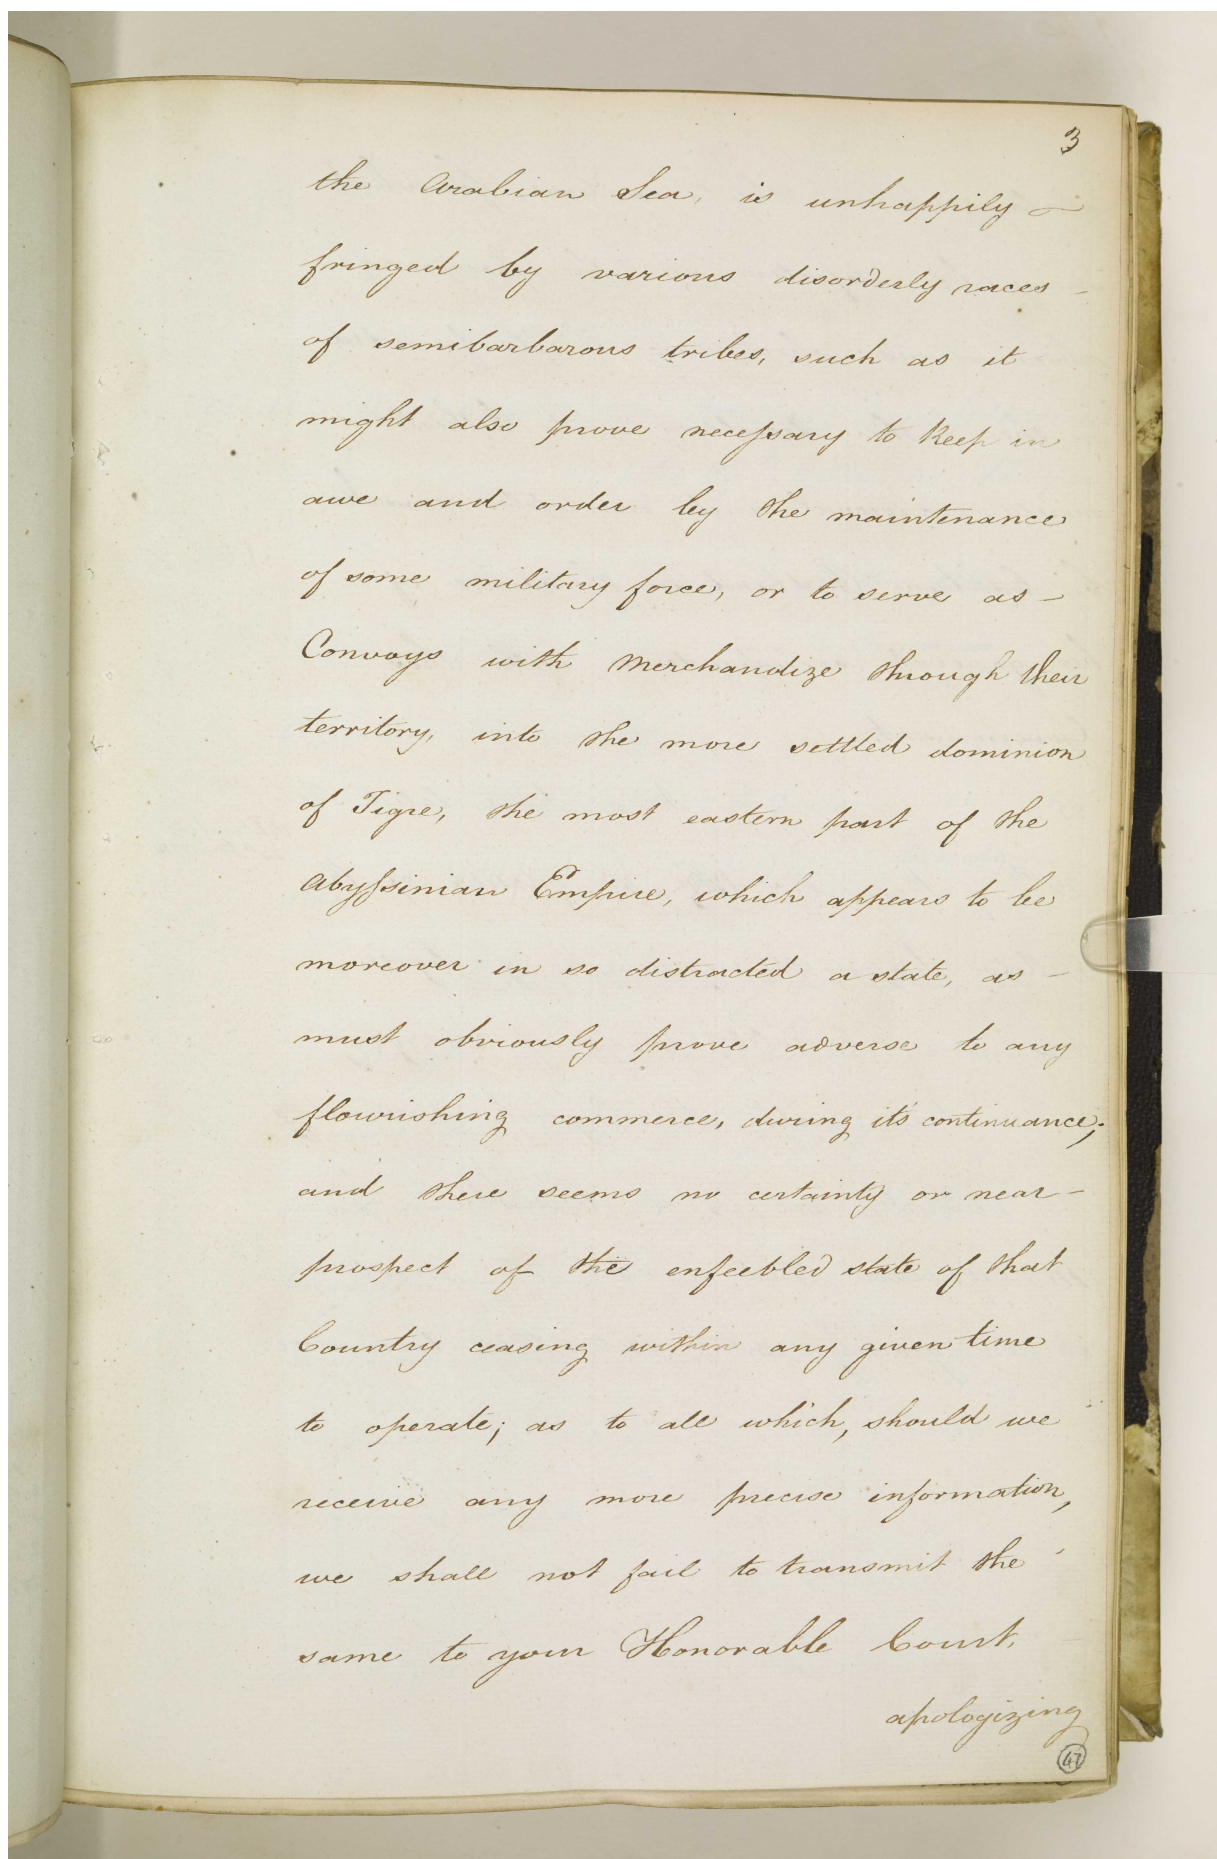 3
the Arabian Sea, is unhappily —
fringed by various disorderly races —
of semibarbarous tribes, such as it
might also prove necessary to keep in
awe and order by the maintenance
of some military force, or to serve as —
Convoys with Merchandize through their
territory, into the more settled dominion
of Tigre, the most eastern part of the
Abyssinian Empire, which appears to be
moreover in so distracted a state, as —
must obviously prove adverse to any
flourishing commerce, during it's continuance;
and there seems no certainty or near —
prospect of the enfeebled state of that
Country ceasing within any given time
to operate; as to all which, should we
receive any more precise information,
we shall not fail to transmit the
same to your Honorable Court.
apologizing
47